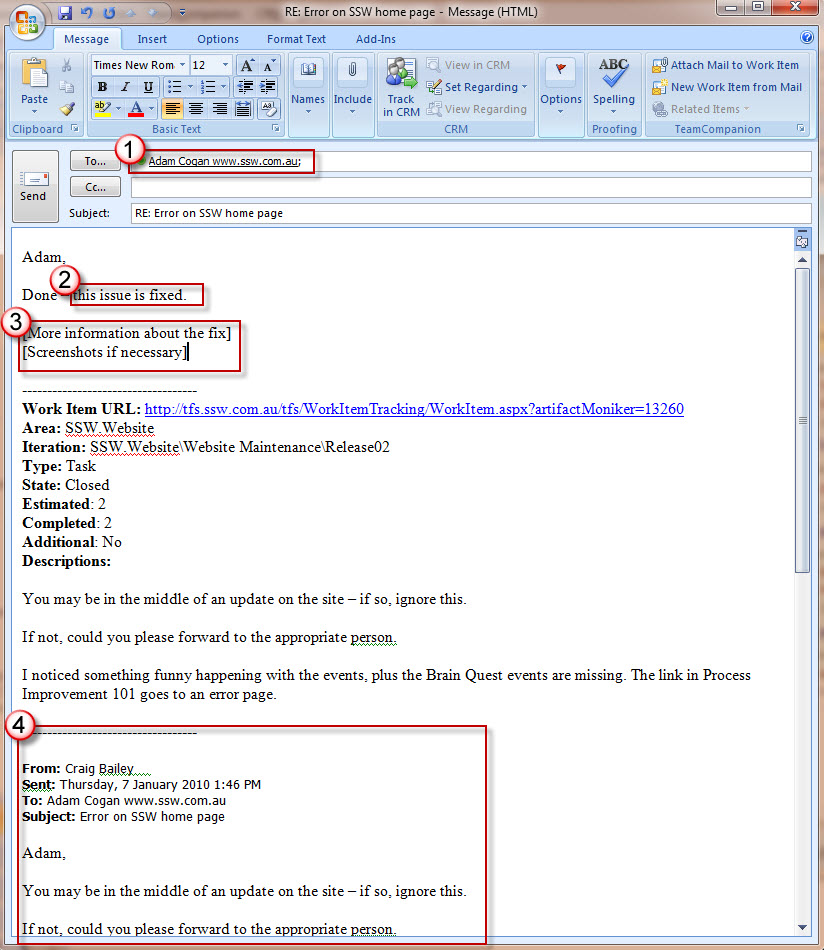 RE: Error on SSW home page - Message (HTML)
Message Insert Options Format Text Add-Ins
Times New Rom 12
Paste
B I U
Names
Include
Track in CRM
View in CRM
Set Regarding
View Regarding
Options
ABC
Spelling
Attach Mail to Work Item
New Work Item from Mail
Related Items
Clipboard Basic Text CRM Proofing TeamCompanion
1
Send
To... Adam Cogan www.ssw.com.au;
Cc...
Subject: RE: Error on SSW home page
Adam,
2
Done this issue is fixed.
3
[More information about the fix]
[Screenshots if necessary]
-----------------------------------
Work Item URL: http://tfs.ssw.com.au/tfs/WorkItemTracking/WorkItem.aspx?artifactMoniker=13260
Area: SSW.Website
Iteration: SSW.Website\Website Maintenance\Release02
Type: Task
State: Closed
Estimated: 2
Completed: 2
Additional: No
Descriptions:
You may be in the middle of an update on the site – if so, ignore this.
If not, could you please forward to the appropriate person.
I noticed something funny happening with the events, plus the Brain Quest events are missing. The link in Process
Improvement 101 goes to an error page.
4
-----------------------------------
From: Craig Bailey
Sent: Thursday, 7 January 2010 1:46 PM
To: Adam Cogan www.ssw.com.au
Subject: Error on SSW home page
Adam,
You may be in the middle of an update on the site – if so, ignore this.
If not, could you please forward to the appropriate person.